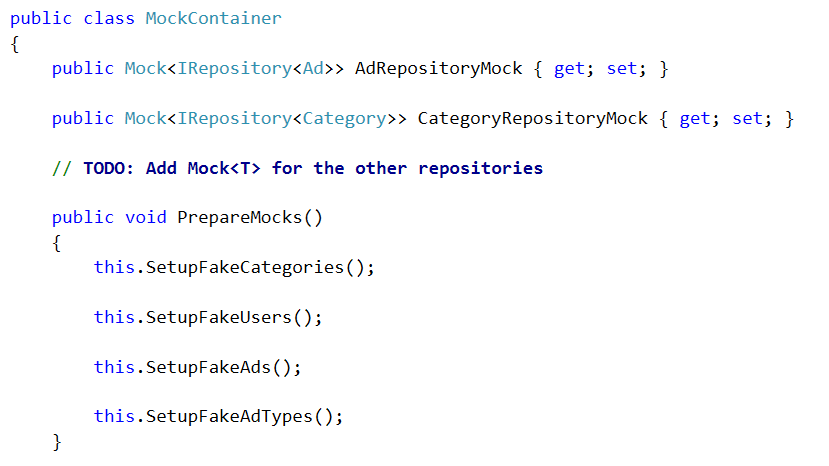 public class MockContainer
{
    public Mock<IRepository<Ad>> AdRepositoryMock { get; set; }
    public Mock<IRepository<Category>> CategoryRepositoryMock { get; set; }
    // TODO: Add Mock<T> for the other repositories
    public void PrepareMocks()
    {
        this.SetupFakeCategories();
        this.SetupFakeUsers();
        this.SetupFakeAds();
        this.SetupFakeAdTypes();
    }